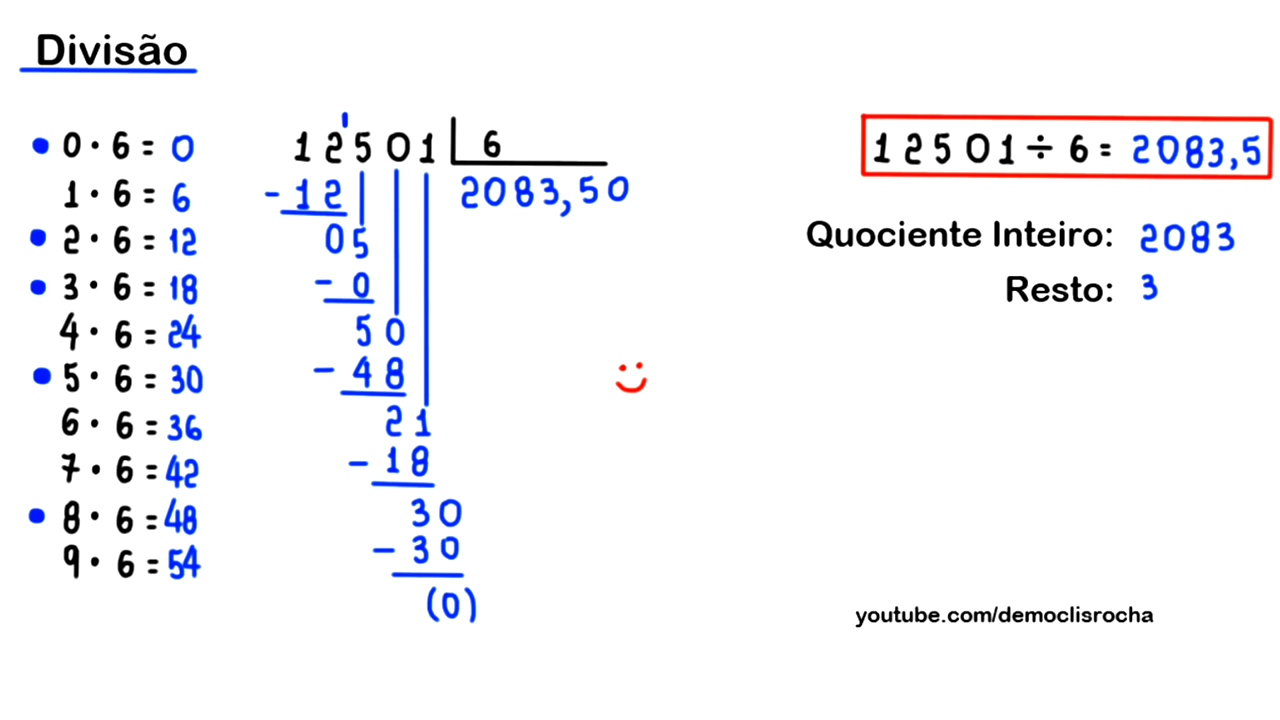 Divisão
0 · 6 = 0
1 · 6 = 6
2 · 6 = 12
3 · 6 = 18
4 · 6 = 24
5 · 6 = 30
6 · 6 = 36
7 · 6 = 42
8 · 6 = 48
9 · 6 = 54
12'501 6
-12 2083,50
05
- 0
50
- 48
21
- 18
30
- 30
(0)
12501 ÷ 6 = 2083,5
Quociente Inteiro: 2083
Resto: 3
youtube.com/democlisrocha